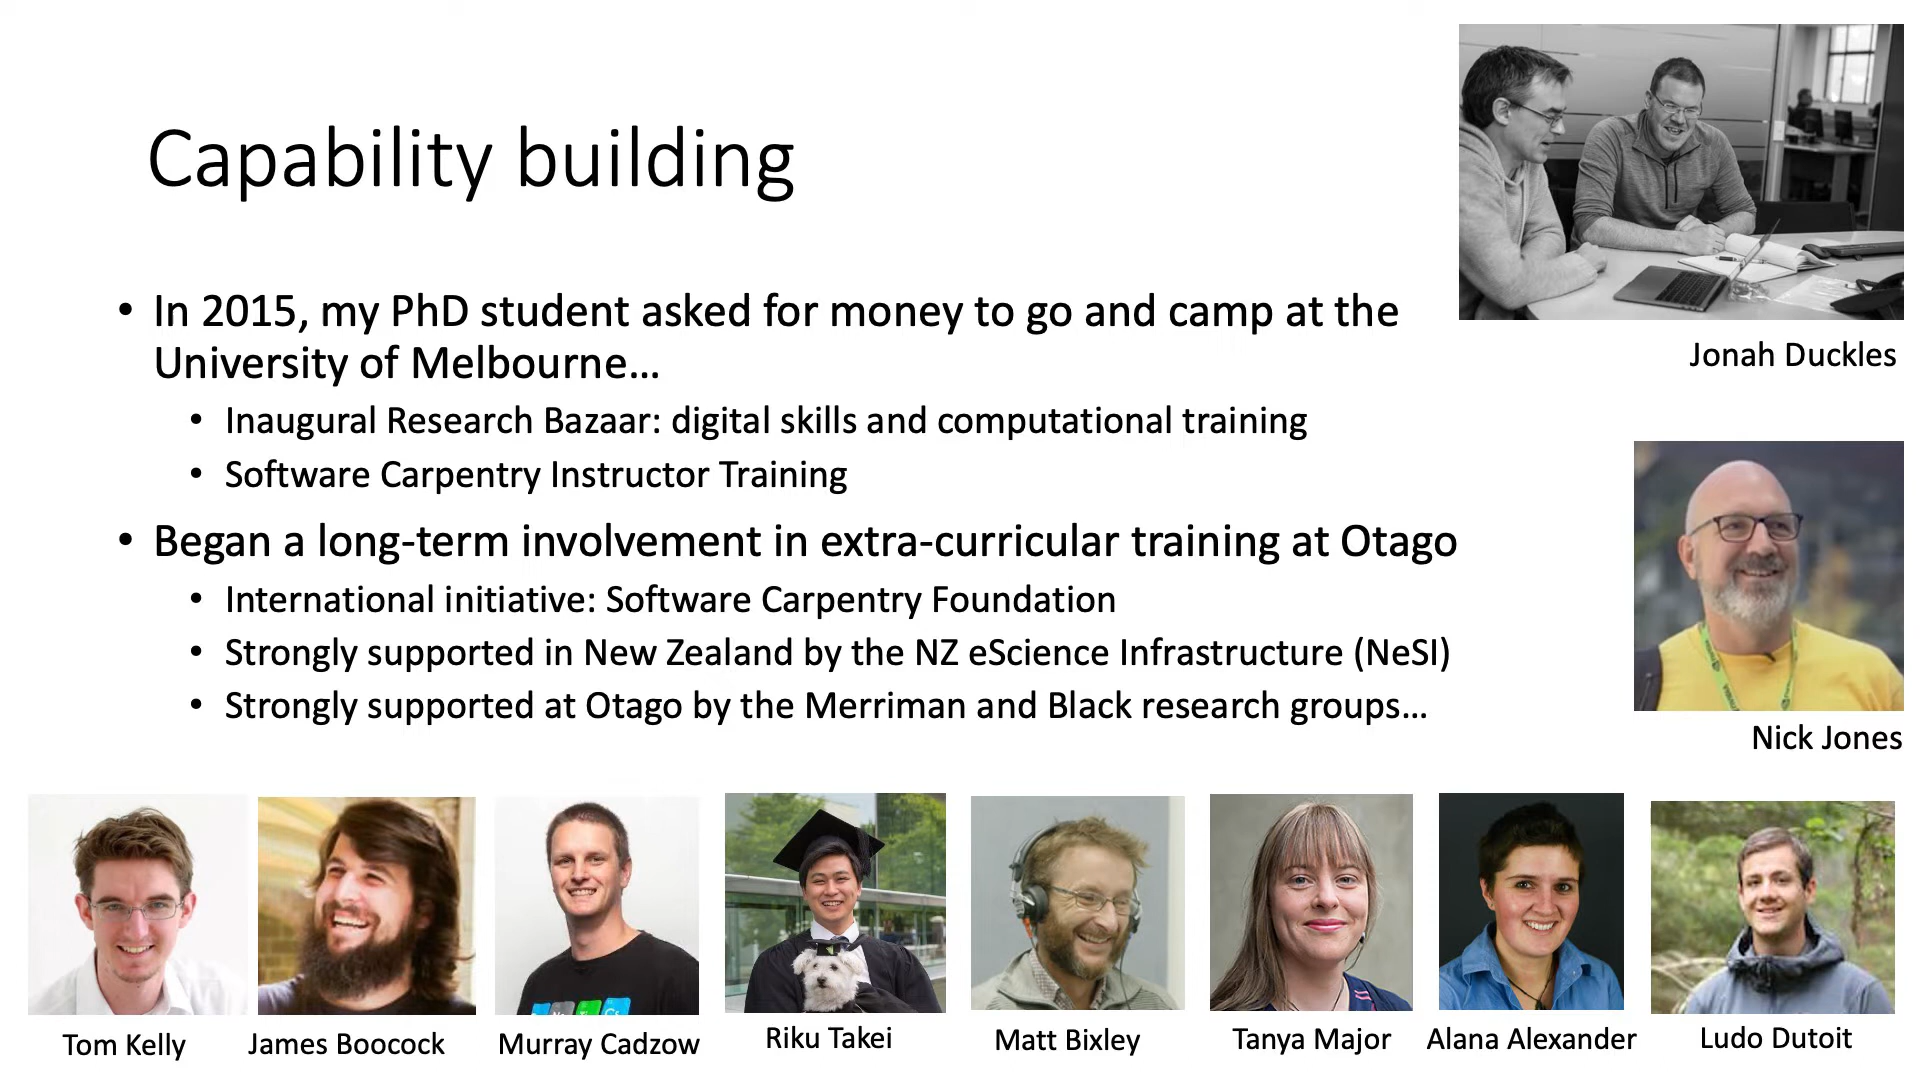 Capability building
• In 2015, my PhD student asked for money to go and camp at the
University of Melbourne…
• Inaugural Research Bazaar: digital skills and computational training
• Software Carpentry Instructor Training
• Began a long-term involvement in extra-curricular training at Otago
• International initiative: Software Carpentry Foundation
• Strongly supported in New Zealand by the NZ eScience Infrastructure (NeSI)
• Strongly supported at Otago by the Merriman and Black research groups…
Jonah Duckles
Nick Jones
Tom Kelly
James Boocock
Murray Cadzow
Riku Takei
Matt Bixley
Tanya Major
Alana Alexander
Ludo Dutoit